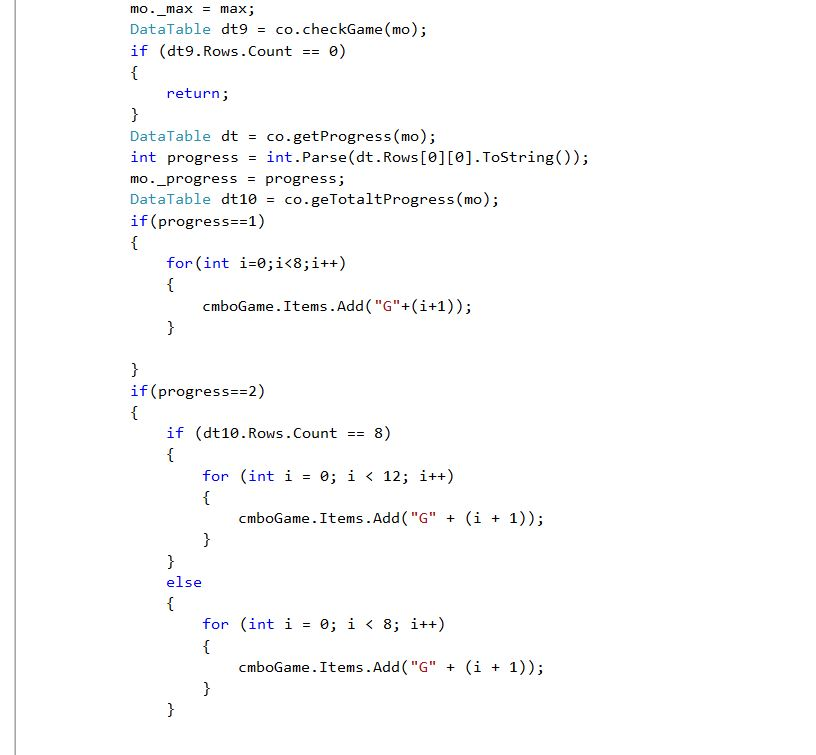 mo._max = max;
DataTable dt9 = co.checkGame(mo);
if (dt9.Rows.Count == 0)
{
return;
}
DataTable dt = co.getProgress(mo);
int progress = int.Parse(dt.Rows[0][0].ToString());
mo._progress = progress;
DataTable dt10 = co.geTotaltProgress(mo);
if(progress==1)
{
for(int i=0;i<8;i++)
{
cmboGame.Items.Add("G"+(i+1));
}
}
if(progress==2)
{
if (dt10.Rows.Count == 8)
{
for (int i = 0; i < 12; i++)
{
cmboGame.Items.Add("G" + (i + 1));
}
}
else
{
for (int i = 0; i < 8; i++)
{
cmboGame.Items.Add("G" + (i + 1));
}
}